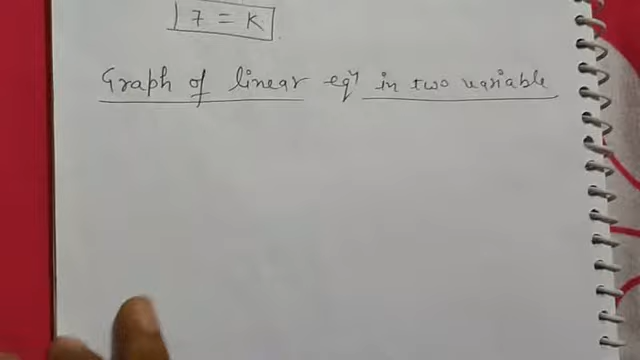 7 = K
Graph of linear eqn in two variable